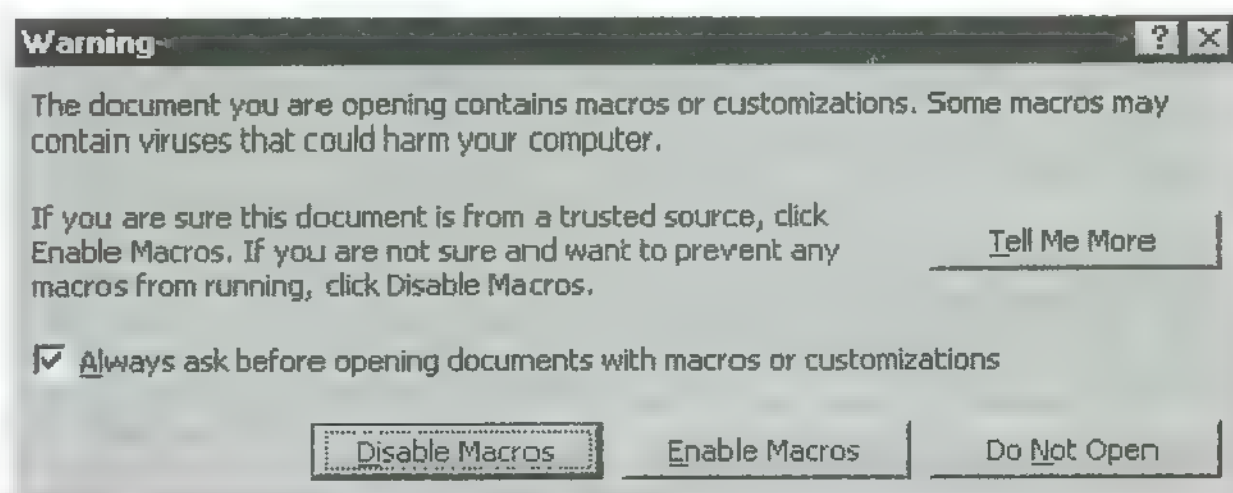 Warning
The document you are opening contains macros or customizations. Some macros may
contain viruses that could harm your computer.
If you are sure this document is from a trusted source, click
Enable Macros. If you are not sure and want to prevent any
macros from running, click Disable Macros.
Tell Me More
Always ask before opening documents with macros or customizations
Disable Macros Enable Macros Do Not Open